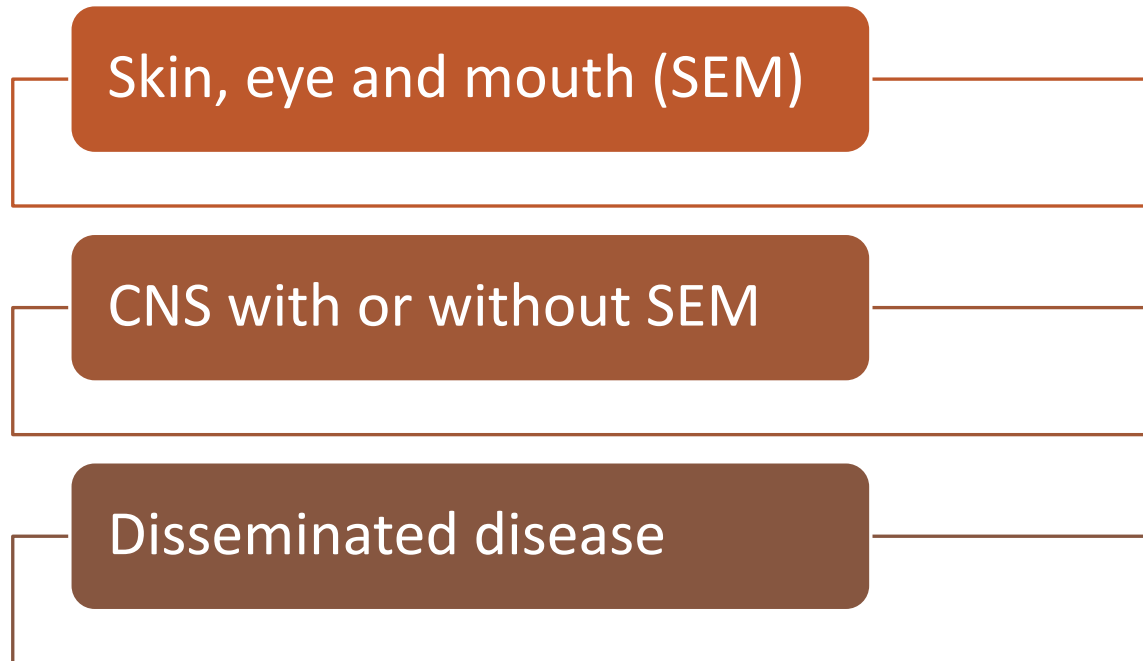 Skin, eye and mouth (SEM)
CNS with or without SEM
Disseminated disease